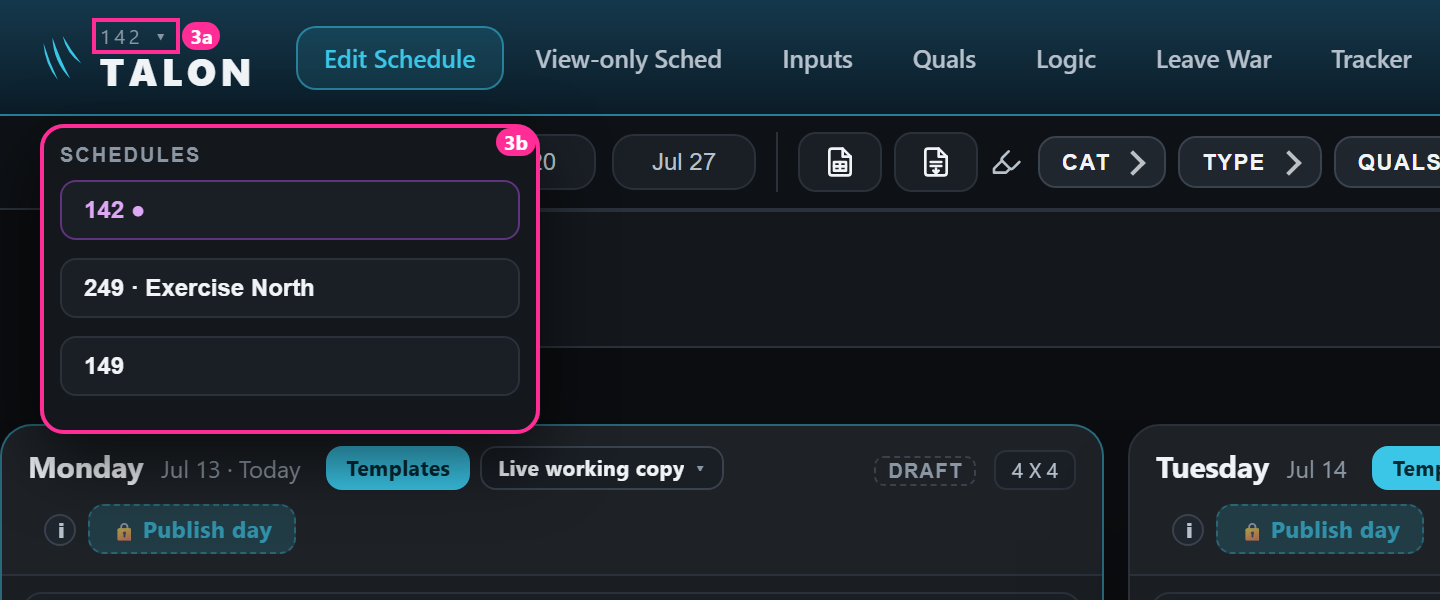 142 ▾ 3a
TALON
Edit Schedule View-only Sched Inputs Quals Logic Leave War Tracker
SCHEDULES 3b
20 Jul 27 CAT TYPE QUALS
142 ●
249 · Exercise North
149
Monday Jul 13 · Today Templates Live working copy ▾ DRAFT 4 X 4
Tuesday Jul 14 Temp
i Publish day
i Publish day